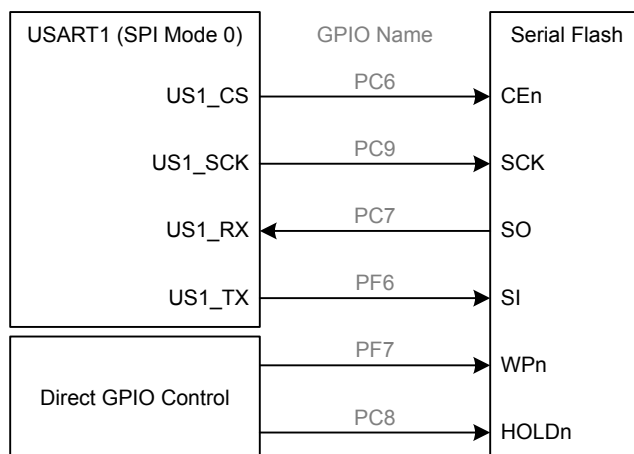 USART1 (SPI Mode 0) GPIO Name Serial Flash
US1_CS PC6 CEn
US1_SCK PC9 SCK
US1_RX PC7 SO
US1_TX PF6 SI
PF7 WPn
Direct GPIO Control
PC8 HOLDn